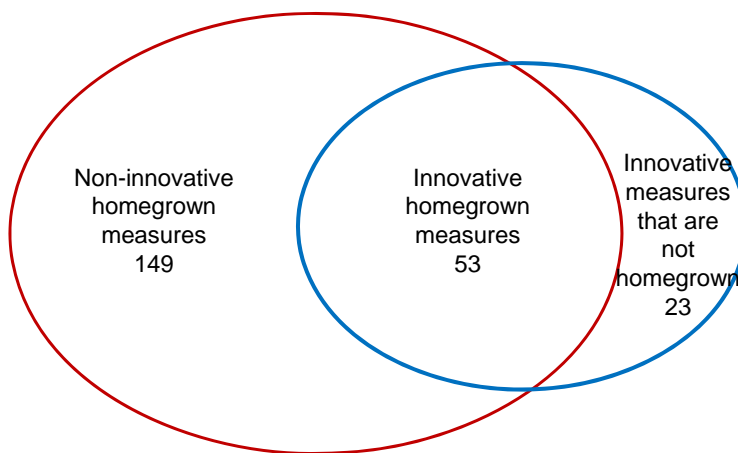 Non-innovative
homegrown
measures
149
Innovative
homegrown
measures
53
Innovative
measures
that are
not
homegrown
23